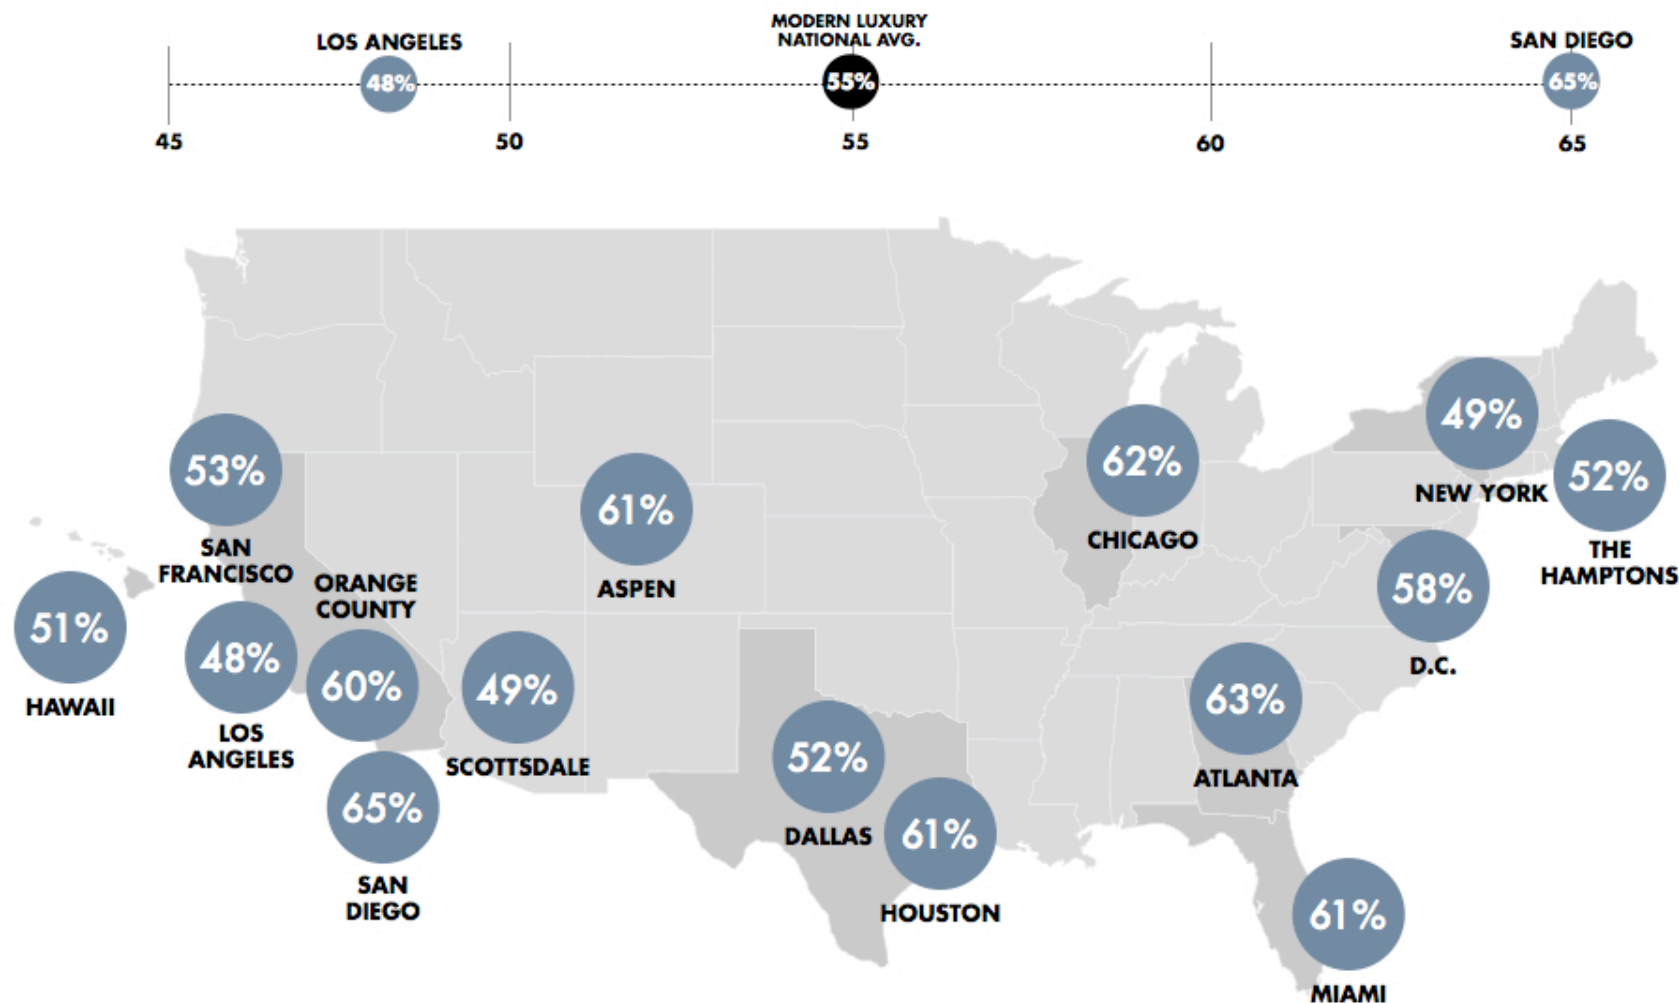 LOS ANGELES
48%
MODERN LUXURY
NATIONAL AVG.
55%
SAN DIEGO
65%
45
50
55
60
65
53%
SAN
FRANCISCO
51%
HAWAII
48%
LOS
ANGELES
ORANGE
COUNTY
60%
65%
SAN
DIEGO
49%
SCOTTSDALE
61%
ASPEN
52%
DALLAS
61%
HOUSTON
62%
CHICAGO
49%
NEW YORK
52%
THE
HAMPTONS
58%
D.C.
63%
ATLANTA
61%
MIAMI